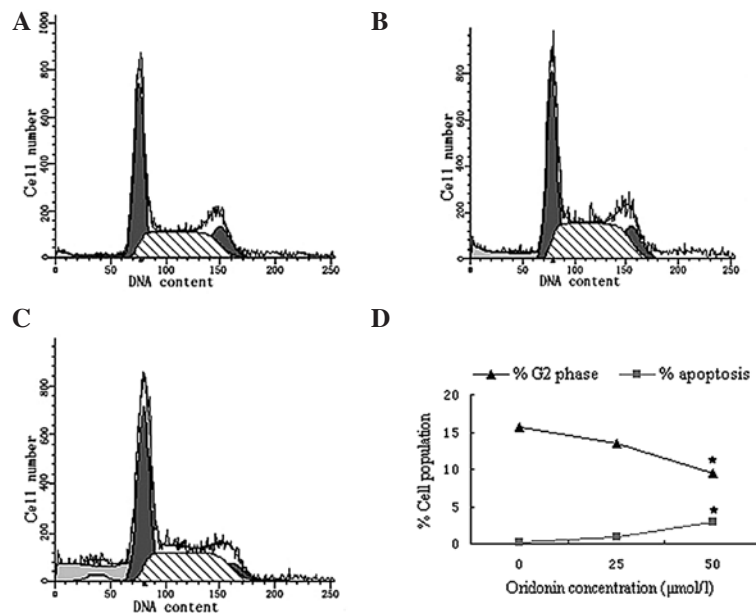 A
Cell number
1000
800
600
400
200
0
0 50 100 150 200 250
DNA content
B
Cell number
800
600
400
200
0
0 50 100 150 200 250
DNA content
C
Cell number
800
600
400
200
0
0 50 100 150 200 250
DNA content
D
% G2 phase % apoptosis
% Cell population
20
15
10
5
0
0 25 50
Oridonin concentration (µmol/l)